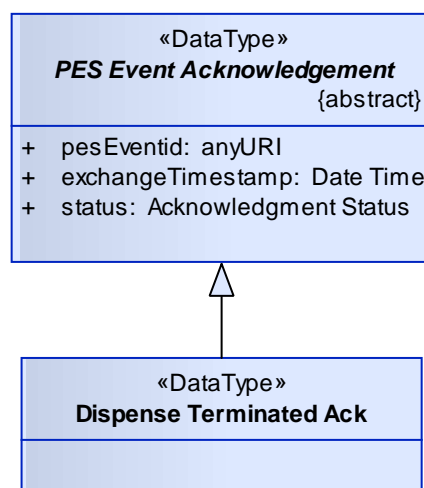 «DataType»
PES Event Acknowledgement
{abstract}
+ pesEventid: anyURI
+ exchangeTimestamp: Date Time
+ status: Acknowledgment Status
«DataType»
Dispense Terminated Ack